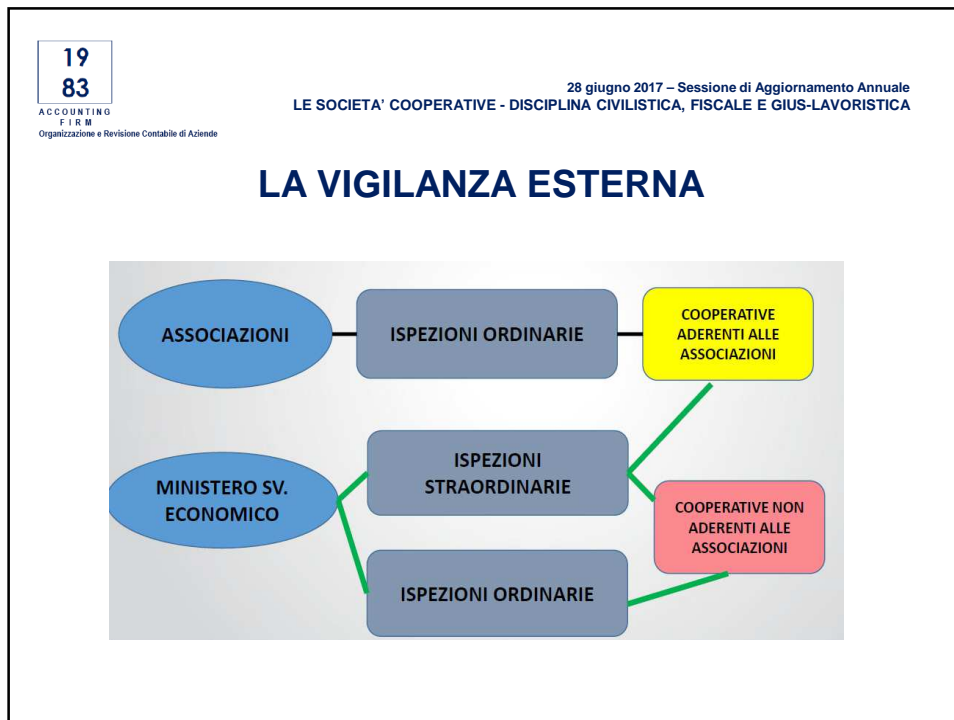 19
83
ACCOUNTING
FIRM
Organizzazione e Revisione Contabile di Aziende
28 giugno 2017 – Sessione di Aggiornamento Annuale
LE SOCIETA' COOPERATIVE - DISCIPLINA CIVILISTICA, FISCALE E GIUS-LAVORISTICA
LA VIGILANZA ESTERNA
ASSOCIAZIONI
ISPEZIONI ORDINARIE
COOPERATIVE
ADERENTI ALLE
ASSOCIAZIONI
MINISTERO SV.
ECONOMICO
ISPEZIONI
STRAORDINARIE
COOPERATIVE NON
ADERENTI ALLE
ASSOCIAZIONI
ISPEZIONI ORDINARIE